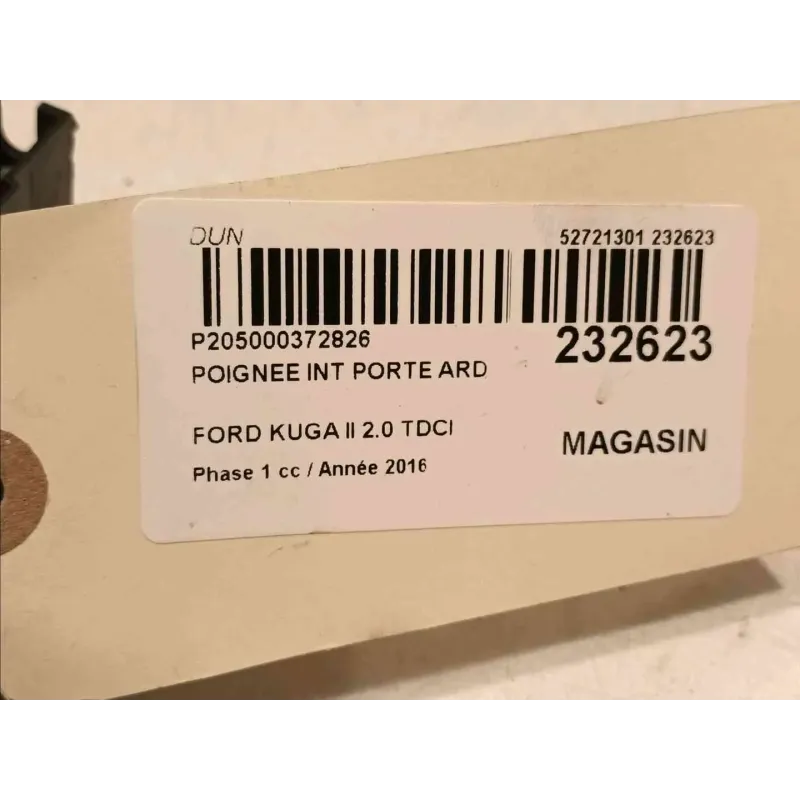 DUN 52721301 232623
P205000372826 232623
POIGNEE INT PORTE ARD
FORD KUGA II 2.0 TDCI MAGASIN
Phase 1 cc / Année 2016